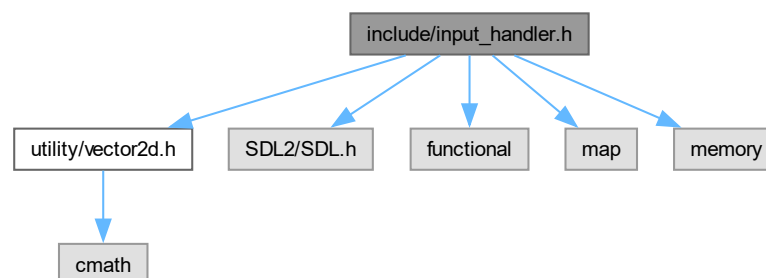 include/input_handler.h
utility/vector2d.h
SDL2/SDL.h
functional
map
memory
cmath